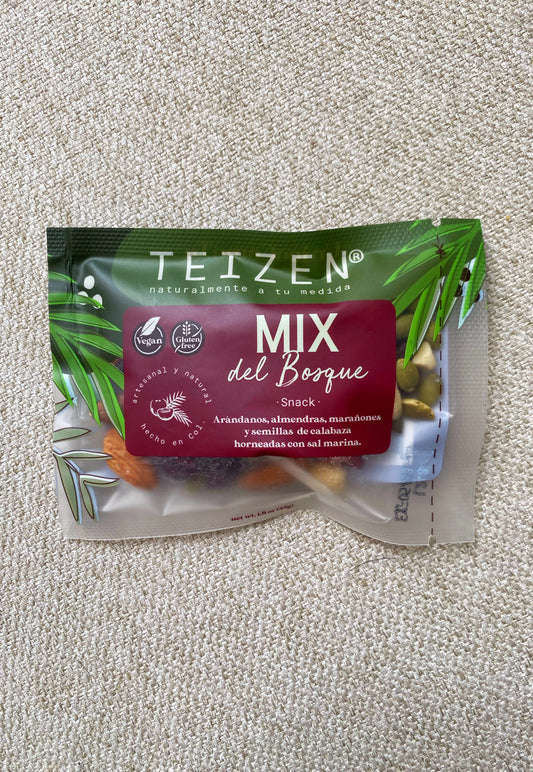 TEIZEN®
naturalmente a tu medida
Vegan
Gluten
free
MIX
del Bosque
·Snack·
artesanal y natural
hecho en Col.
Aràndanos, almendras, marañones
y semillas de calabaza
horneadas con sal marina.